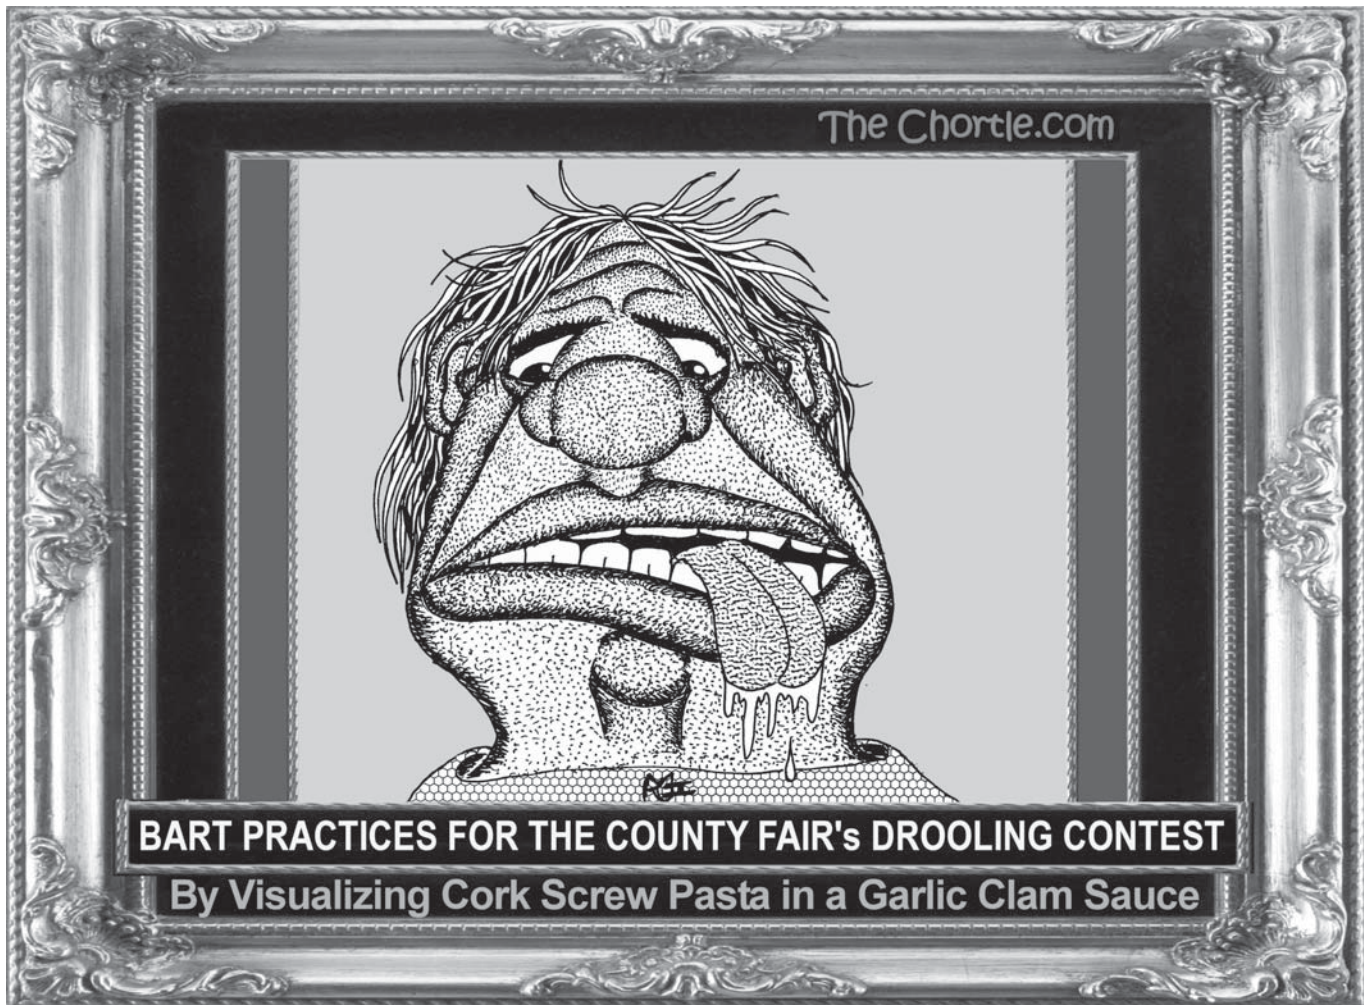 The Chortle.com
BART PRACTICES FOR THE COUNTY FAIR's DROOLING CONTEST
By Visualizing Cork Screw Pasta in a Garlic Clam Sauce